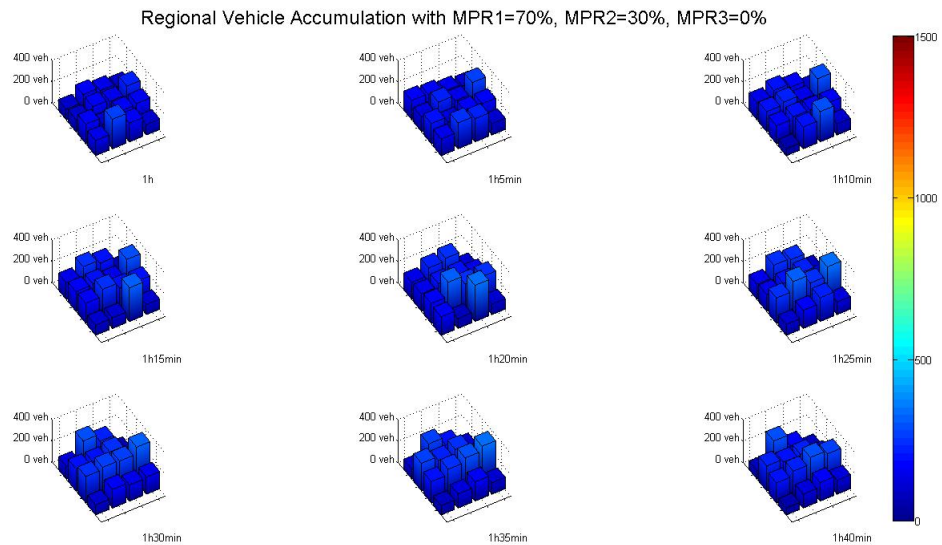 Regional Vehicle Accumulation with MPR1=70%, MPR2=30%, MPR3=0%
400 veh
200 veh
0 veh
1h
400 veh
200 veh
0 veh
1h5min
400 veh
200 veh
0 veh
1h10min
400 veh
200 veh
0 veh
1h15min
400 veh
200 veh
0 veh
1h20min
400 veh
200 veh
0 veh
1h25min
400 veh
200 veh
0 veh
1h30min
400 veh
200 veh
0 veh
1h35min
400 veh
200 veh
0 veh
1h40min
1500
1000
500
0